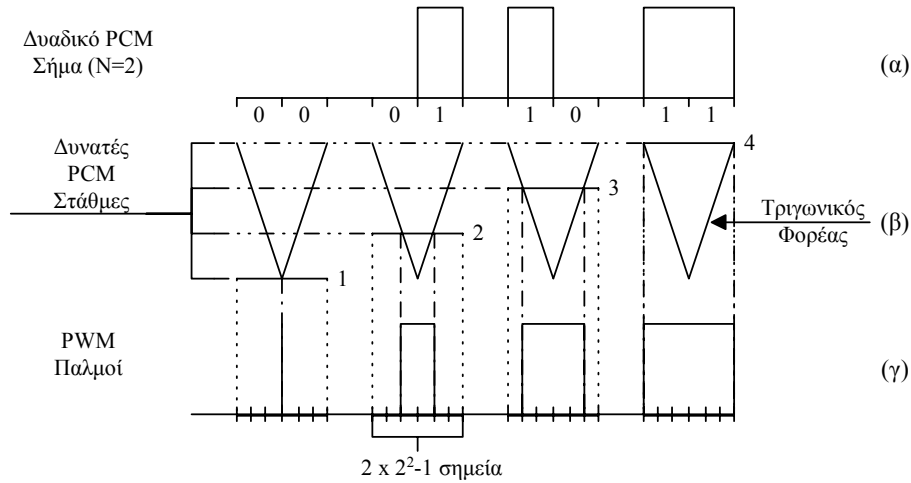 Δυαδικό PCM
Σήμα (N=2)
(α)
0 0 0 1 1 0 1 1
Δυνατές
PCM
Στάθμες
4
3
2
1
Τριγωνικός
Φορέας
(β)
PWM
Παλμοί
(γ)
2 x 2²-1 σημεία